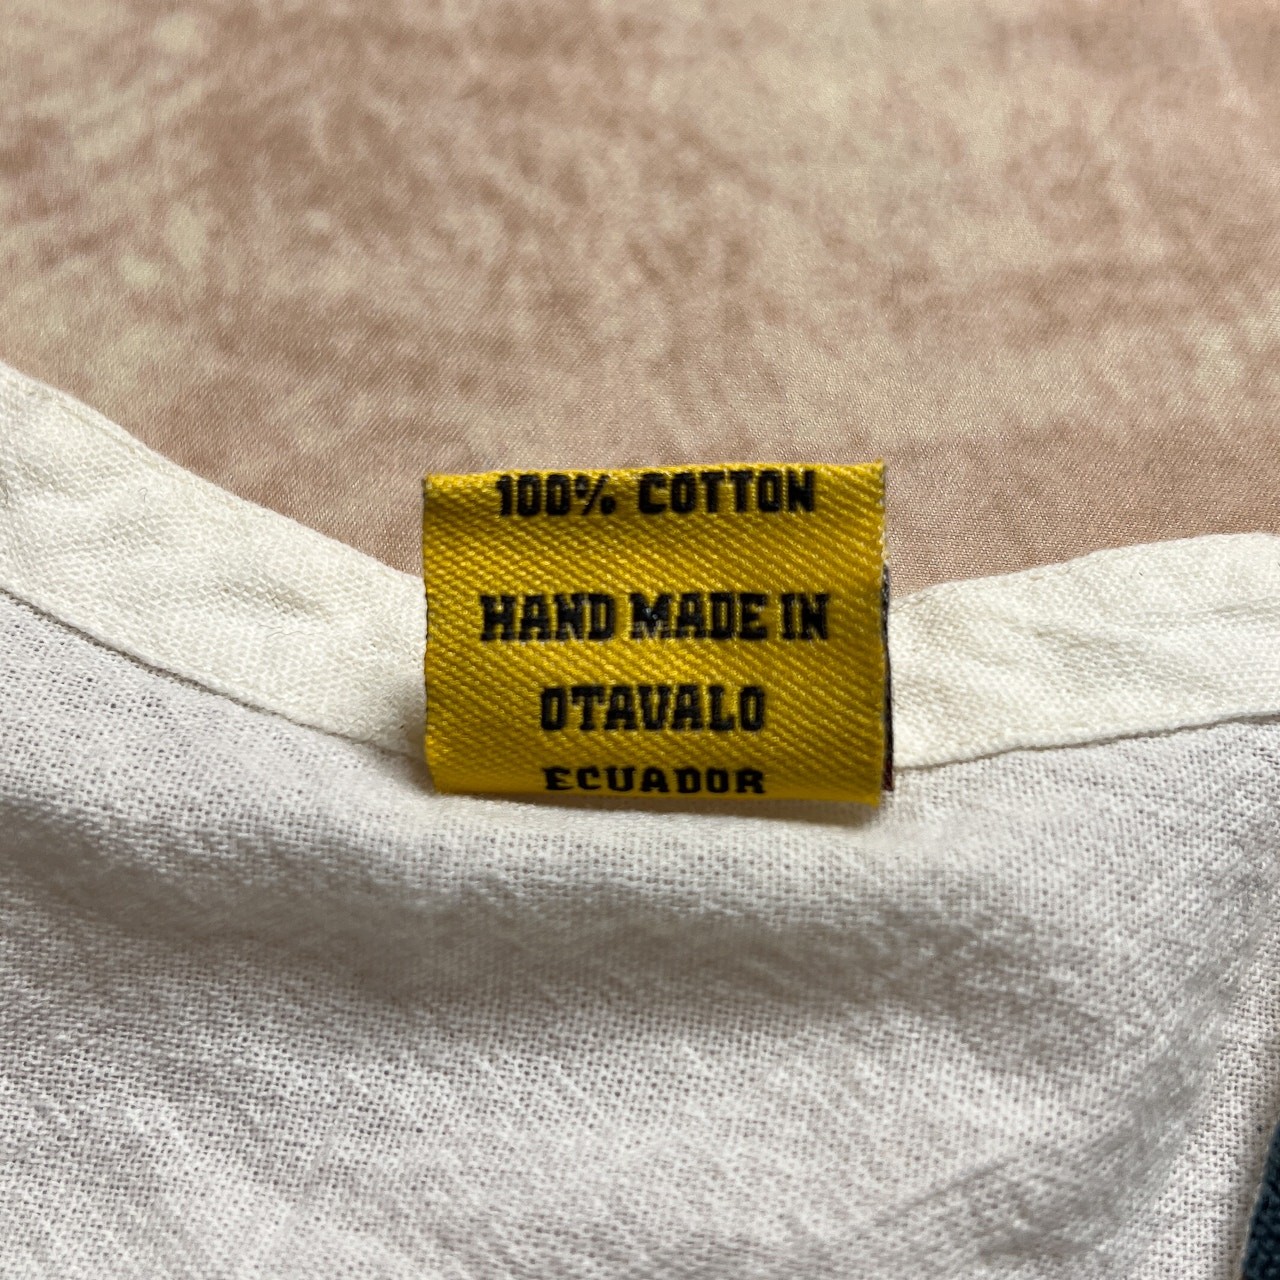 100% COTTON
HAND MADE IN
OTAVALO
ECUADOR